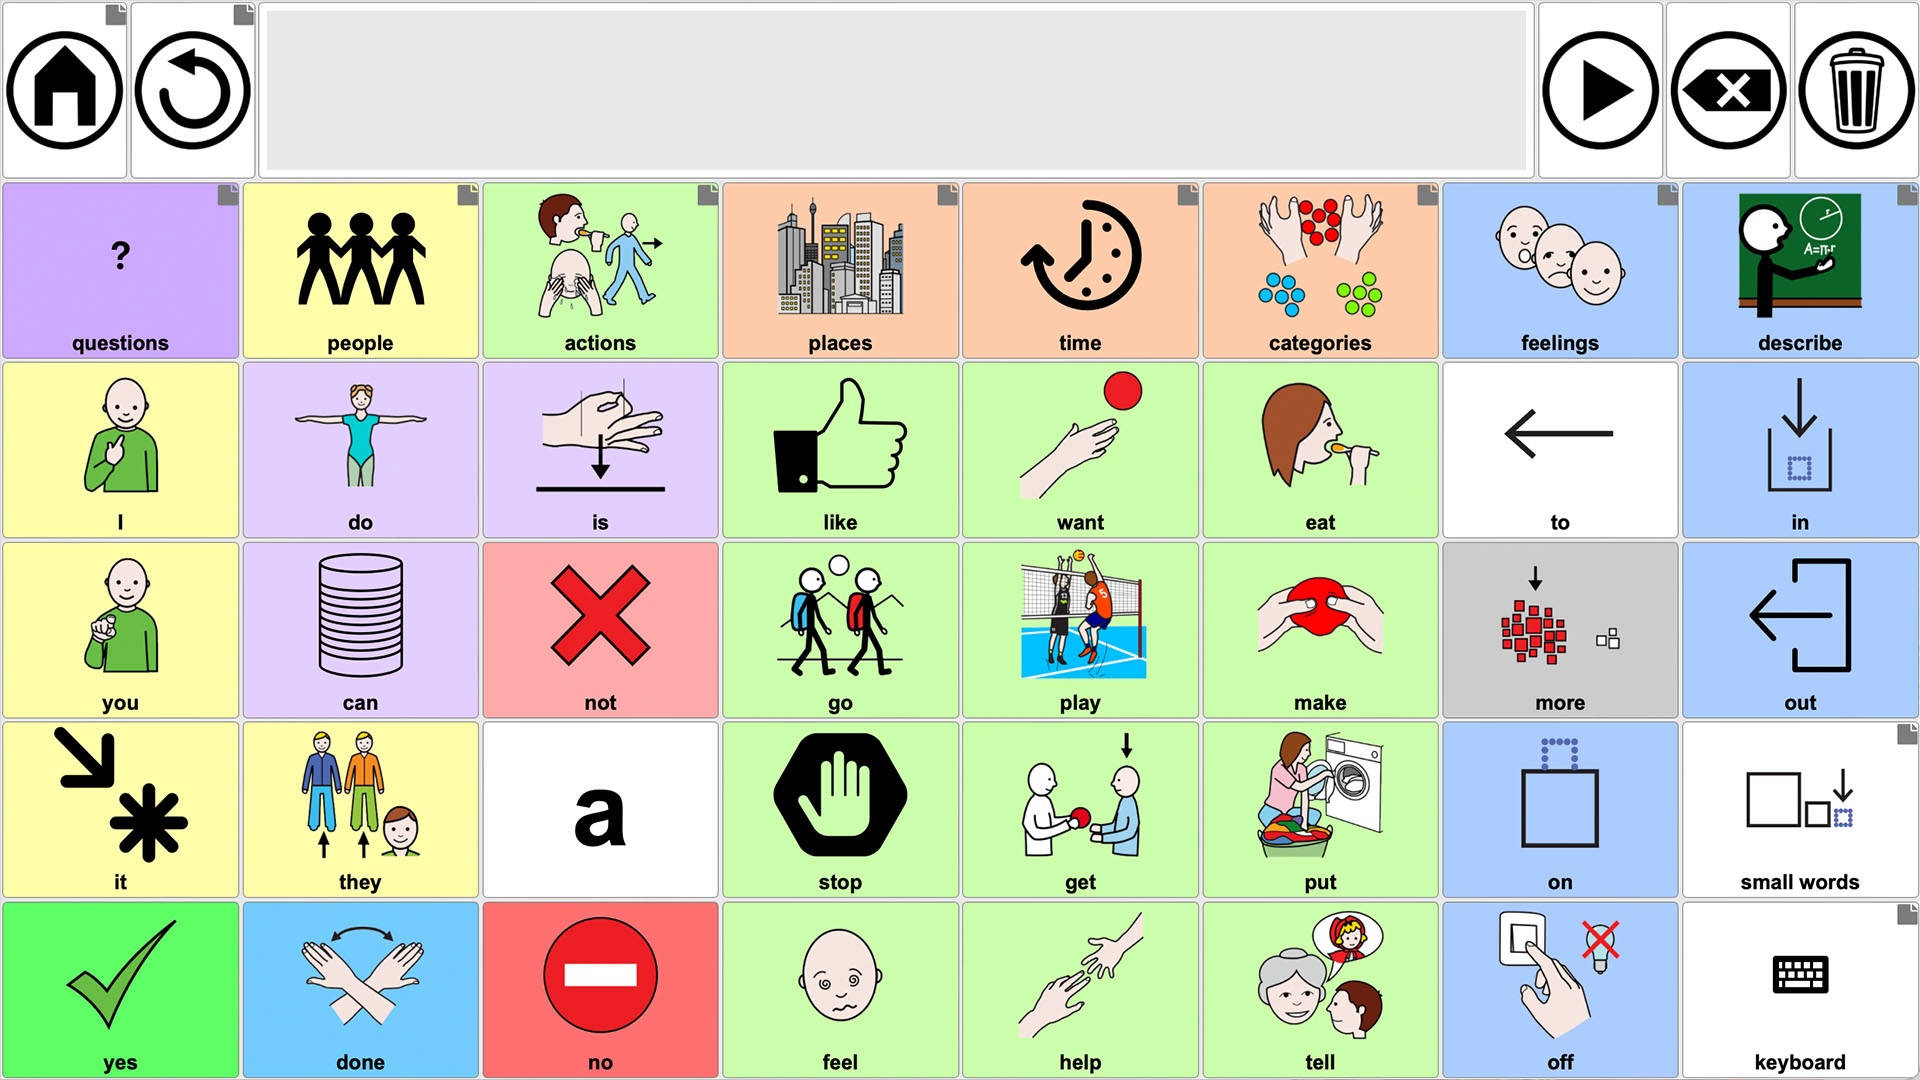 ?
questions
people
actions
places
time
categories
feelings
A=π·r
r
describe
I
do
is
like
want
eat
to
in
you
can
not
go
5
play
make
more
out
it
they
a
stop
get
put
on
small words
yes
done
no
feel
help
tell
off
keyboard